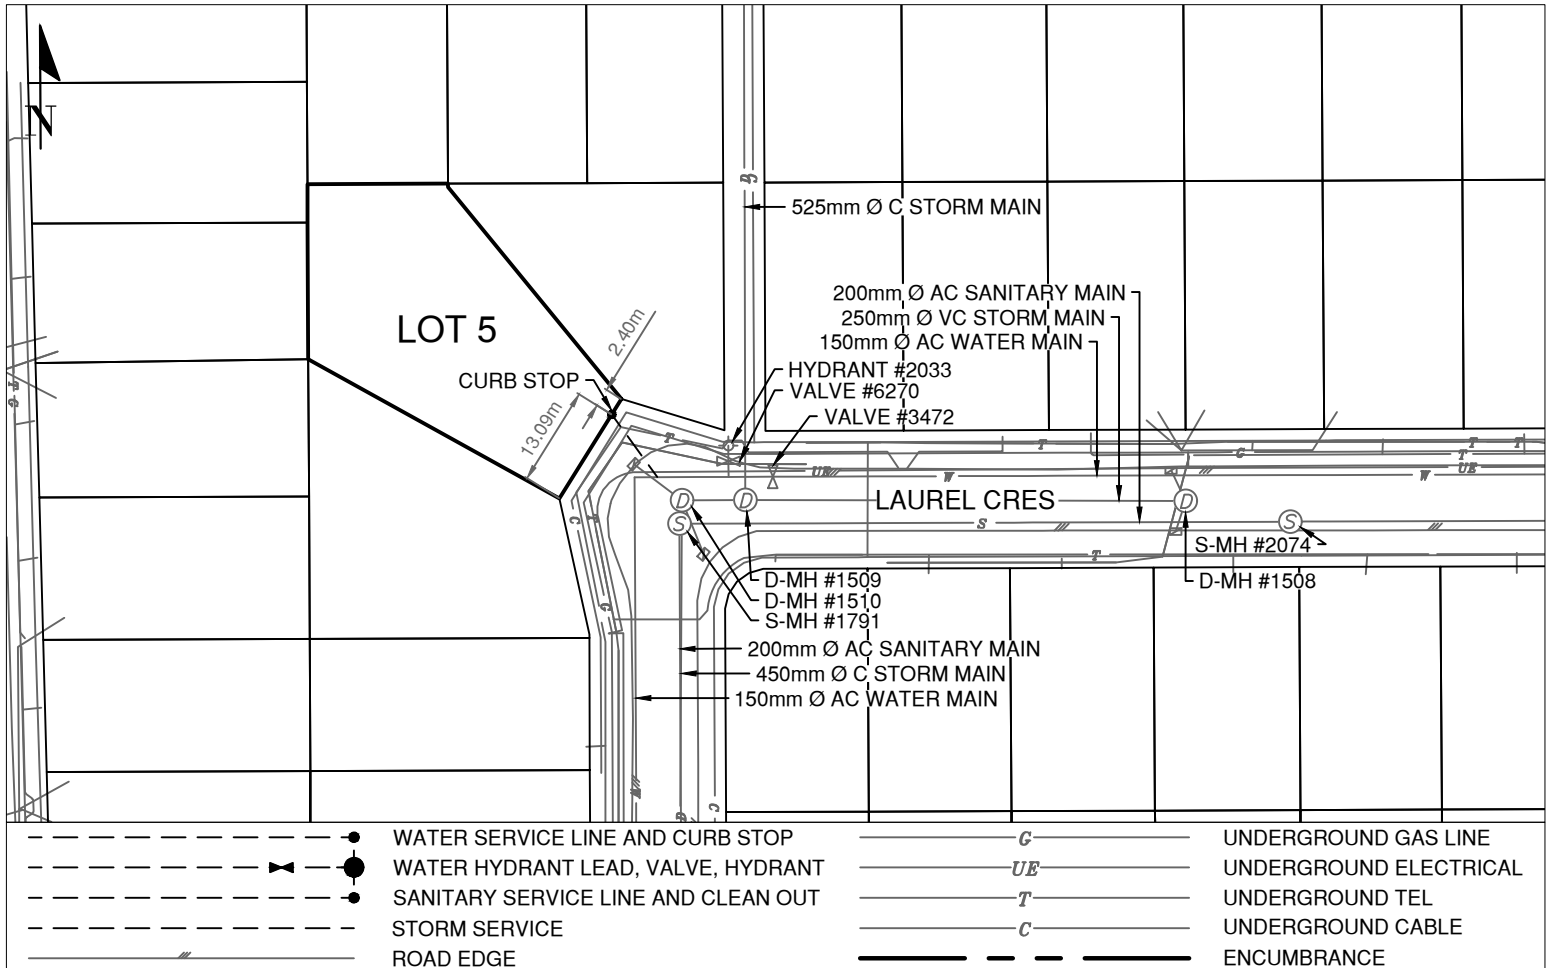 N
G
525mm Ø C STORM MAIN
200mm Ø AC SANITARY MAIN
250mm Ø VC STORM MAIN
150mm Ø AC WATER MAIN
LOT 5
2.40m
CURB STOP
HYDRANT #2033
VALVE #6270
VALVE #3472
13.09m
T
G
T
T
T
T
G
T
UE
UE
W
W
D
D
LAUREL CRES
D
S
S
S
C
T
T
S-MH #2074
D-MH #1509
D-MH #1508
D-MH #1510
S-MH #1791
G
200mm Ø AC SANITARY MAIN
450mm Ø C STORM MAIN
150mm Ø AC WATER MAIN
W
C
WATER SERVICE LINE AND CURB STOP
G
UNDERGROUND GAS LINE
WATER HYDRANT LEAD, VALVE, HYDRANT
UE
UNDERGROUND ELECTRICAL
SANITARY SERVICE LINE AND CLEAN OUT
T
UNDERGROUND TEL
STORM SERVICE
C
UNDERGROUND CABLE
ROAD EDGE
ENCUMBRANCE